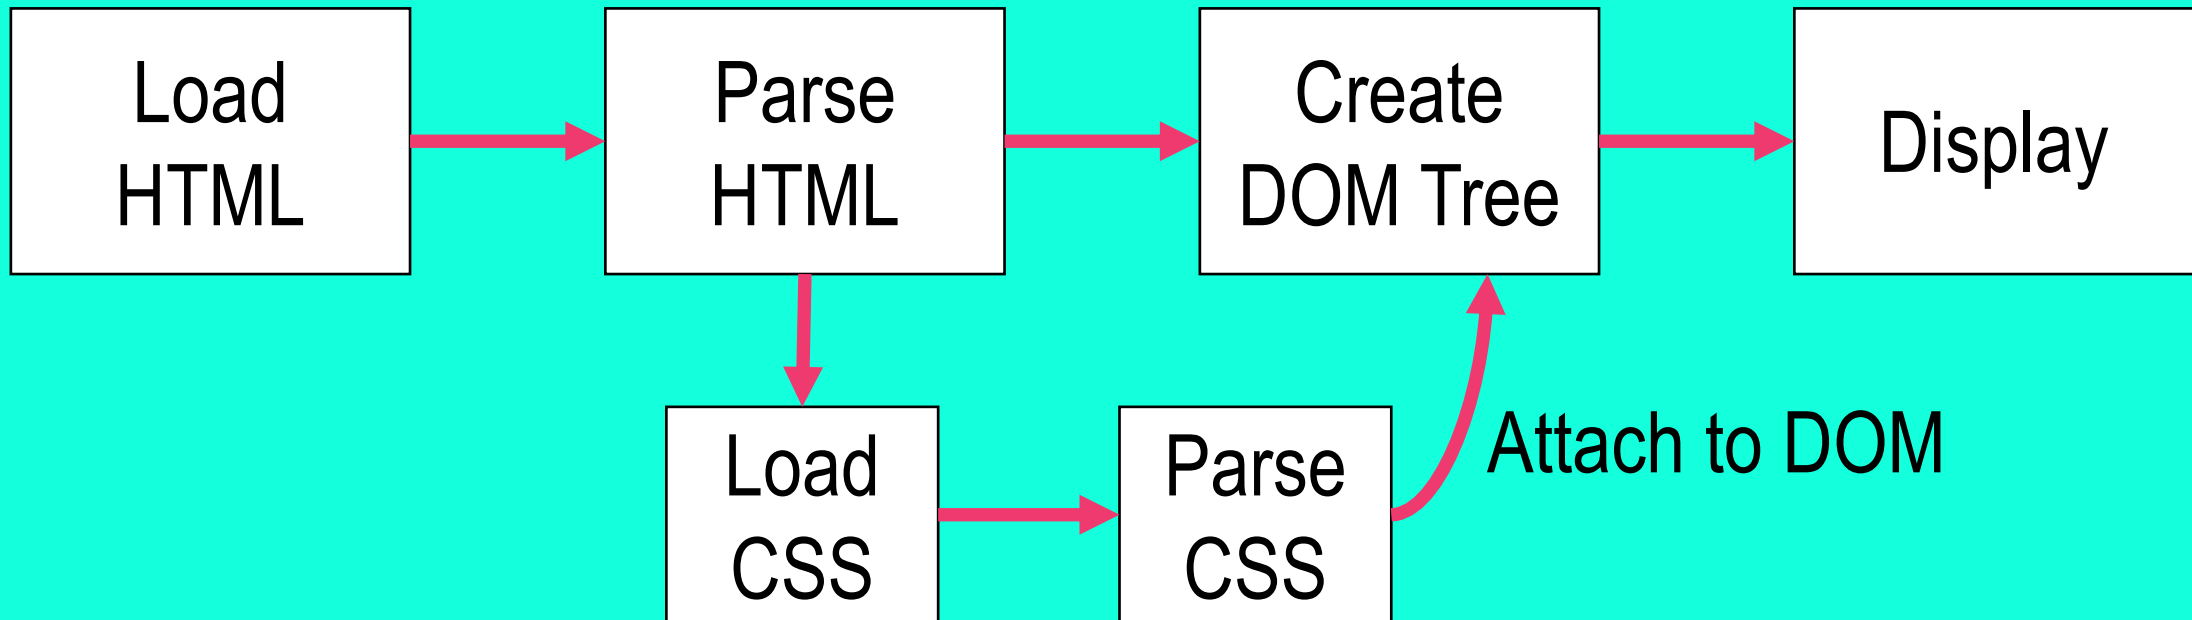 Load
HTML
Parse
HTML
Create
DOM Tree
Display
Load
CSS
Parse
CSS
Attach to DOM